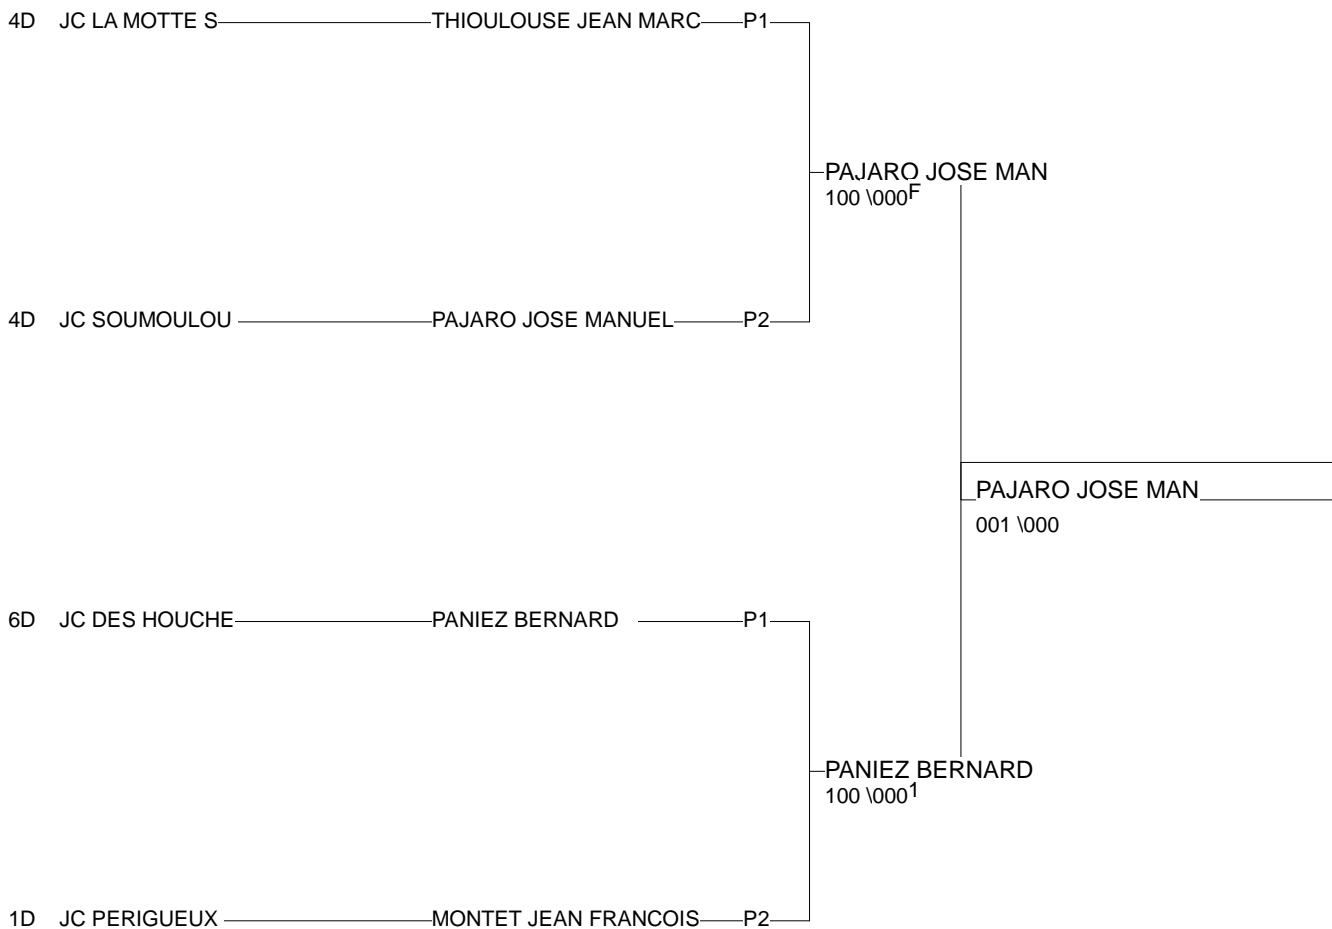 4D JC LA MOTTE S THIOULOUSE JEAN MARC P1
PAJARO JOSE MAN
100 \000F
4D JC SOUMOULOU PAJARO JOSE MANUEL P2
PAJARO JOSE MAN
001 \000
6D JC DES HOUCHE PANIEZ BERNARD P1
PANIEZ BERNARD
100 \0001
1D JC PERIGUEUX MONTET JEAN FRANCOIS P2